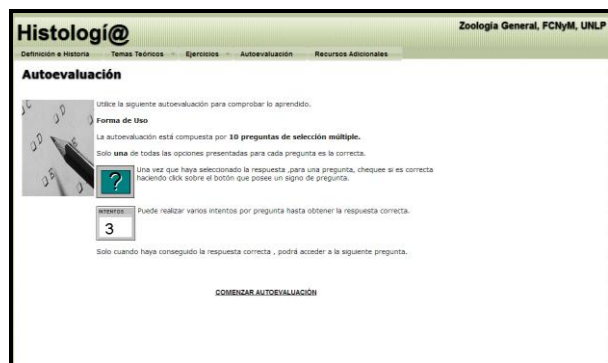 Histologí@
Zoología General, FCNyM, UNLP
Definición e Historia Temas Teóricos Ejercicios Autoevaluación Recursos Adicionales
Autoevaluación
Utilice la siguiente autoevaluación para comprobar lo aprendido.
Forma de Uso
La autoevaluación está compuesta por 10 preguntas de selección múltiple.
Solo una de todas las opciones presentadas para cada pregunta es la correcta.
?
Una vez que haya seleccionado la respuesta ,para una pregunta, chequee si es correcta
haciendo click sobre el botón que posee un signo de pregunta.
INTENTOS
3
Puede realizar varios intentos por pregunta hasta obtener la respuesta correcta.
Solo cuando haya conseguido la respuesta correcta , podrá acceder a la siguiente pregunta.
COMENZAR AUTOEVALUACIÓN